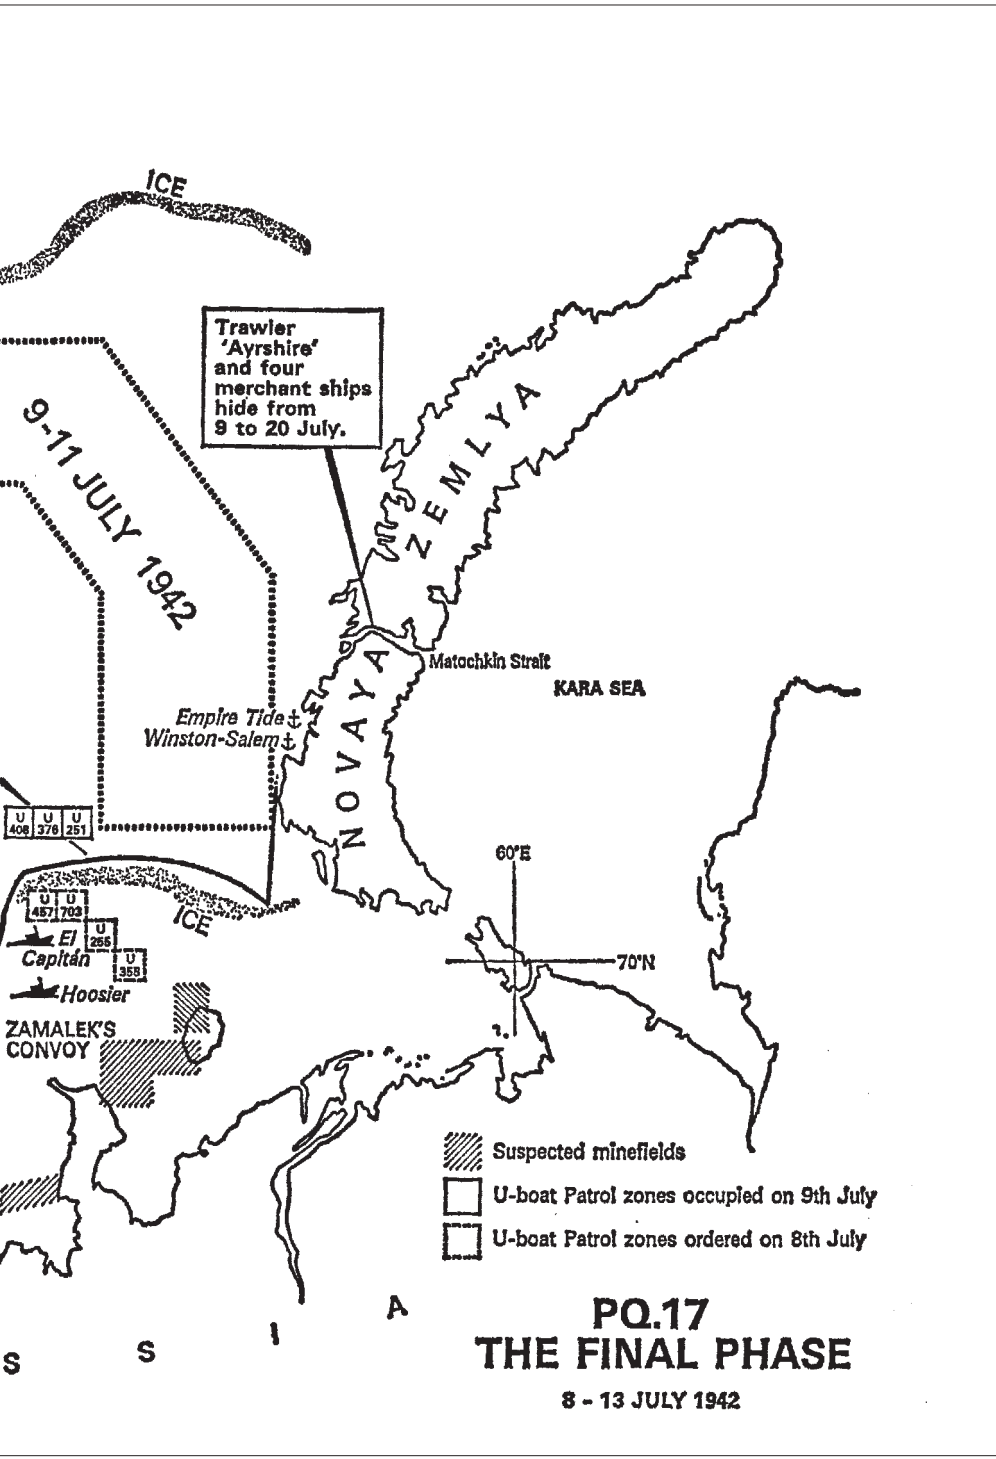 ICE
Trawler
'Ayrshire'
and four
merchant ships
hide from
9 to 20 July.
9-11 JULY 1942
NOVAYA ZEMLYA
Matochkin Strait
KARA SEA
Empire Tide
Winston-Salem
U 408 U 376 U 251
60°E
ICE
U 457 U 703
U 255
El
Capitán
U 355
70°N
Hoosier
ZAMALEK'S
CONVOY
Suspected minefields
U-boat Patrol zones occupied on 9th July
U-boat Patrol zones ordered on 8th July
S S I A
PQ.17
THE FINAL PHASE
8 - 13 JULY 1942